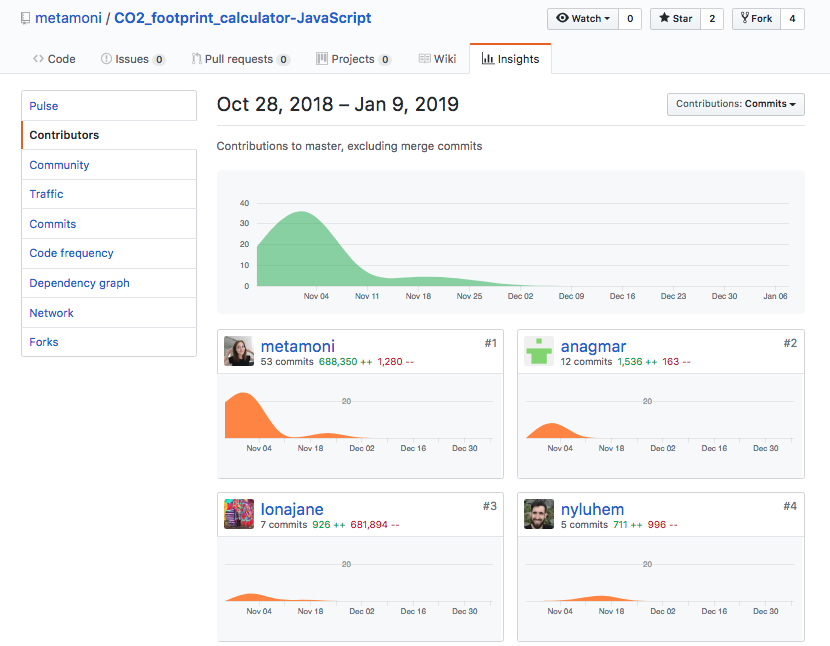 metamoni / CO2_footprint_calculator-JavaScript
Watch 0 Star 2 Fork 4
Code Issues 0 Pull requests 0 Projects 0 Wiki Insights
Pulse
Contributors
Community
Traffic
Commits
Code frequency
Dependency graph
Network
Forks
Oct 28, 2018 – Jan 9, 2019
Contributions: Commits
Contributions to master, excluding merge commits
40
30
20
10
0
Nov 04 Nov 11 Nov 18 Nov 25 Dec 02 Dec 09 Dec 16 Dec 23 Dec 30 Jan 06
metamoni #1
53 commits 688,350 ++ 1,280 --
20
Nov 04 Nov 18 Dec 02 Dec 16 Dec 30
anagmar #2
12 commits 1,536 ++ 163 --
20
Nov 04 Nov 18 Dec 02 Dec 16 Dec 30
lonajane #3
7 commits 926 ++ 681,894 --
20
Nov 04 Nov 18 Dec 02 Dec 16 Dec 30
nyluhem #4
5 commits 711 ++ 996 --
20
Nov 04 Nov 18 Dec 02 Dec 16 Dec 30